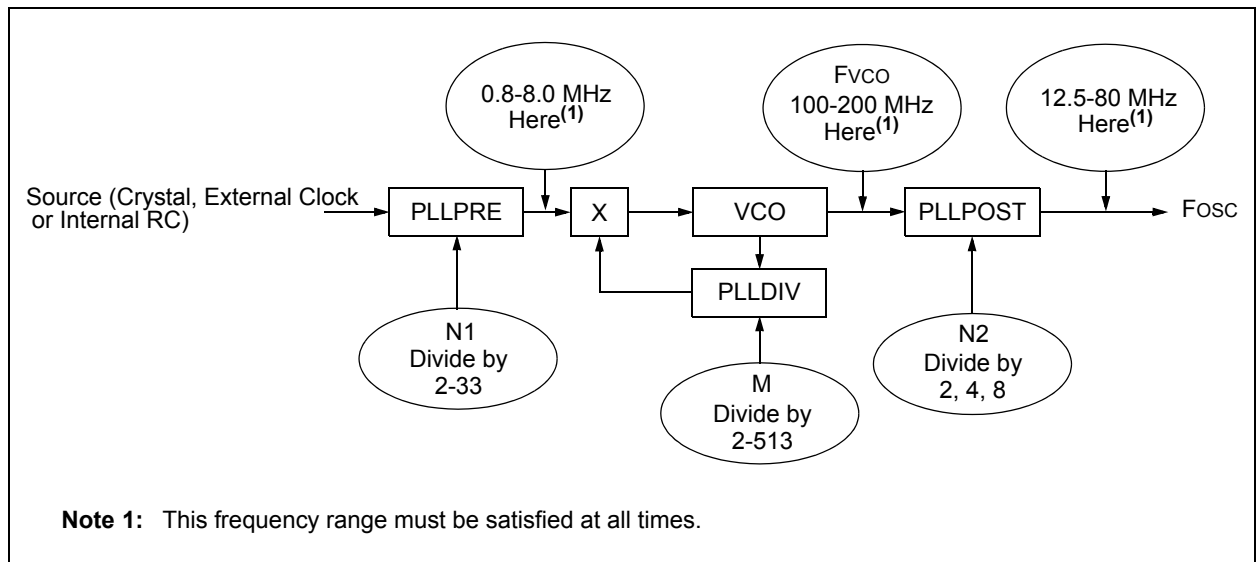 0.8-8.0 MHz
Here(1)
FVCO
100-200 MHz
Here(1)
12.5-80 MHz
Here(1)
Source (Crystal, External Clock
or Internal RC)
PLLPRE
X
VCO
PLLPOST
FOSC
PLLDIV
N1
Divide by
2-33
M
Divide by
2-513
N2
Divide by
2, 4, 8
Note 1: This frequency range must be satisfied at all times.